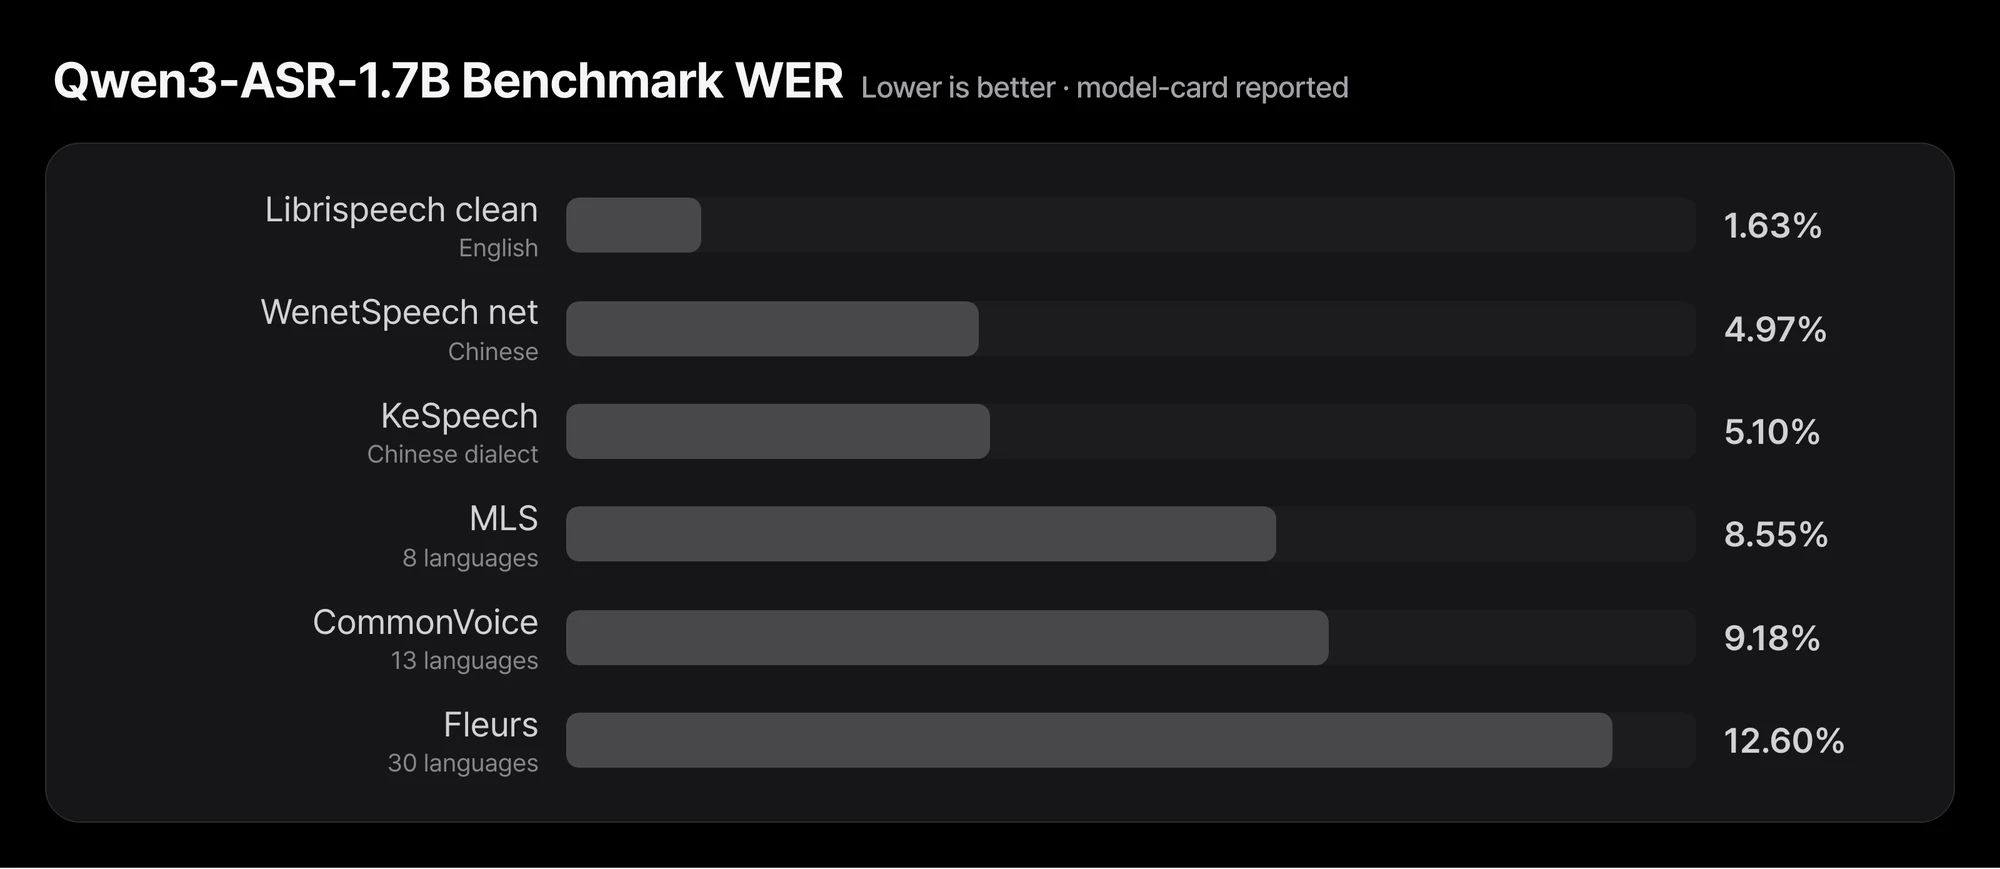 Qwen3-ASR-1.7B Benchmark WER Lower is better · model-card reported
Librispeech clean
English
1.63%
WenetSpeech net
Chinese
4.97%
KeSpeech
Chinese dialect
5.10%
MLS
8 languages
8.55%
CommonVoice
13 languages
9.18%
Fleurs
30 languages
12.60%